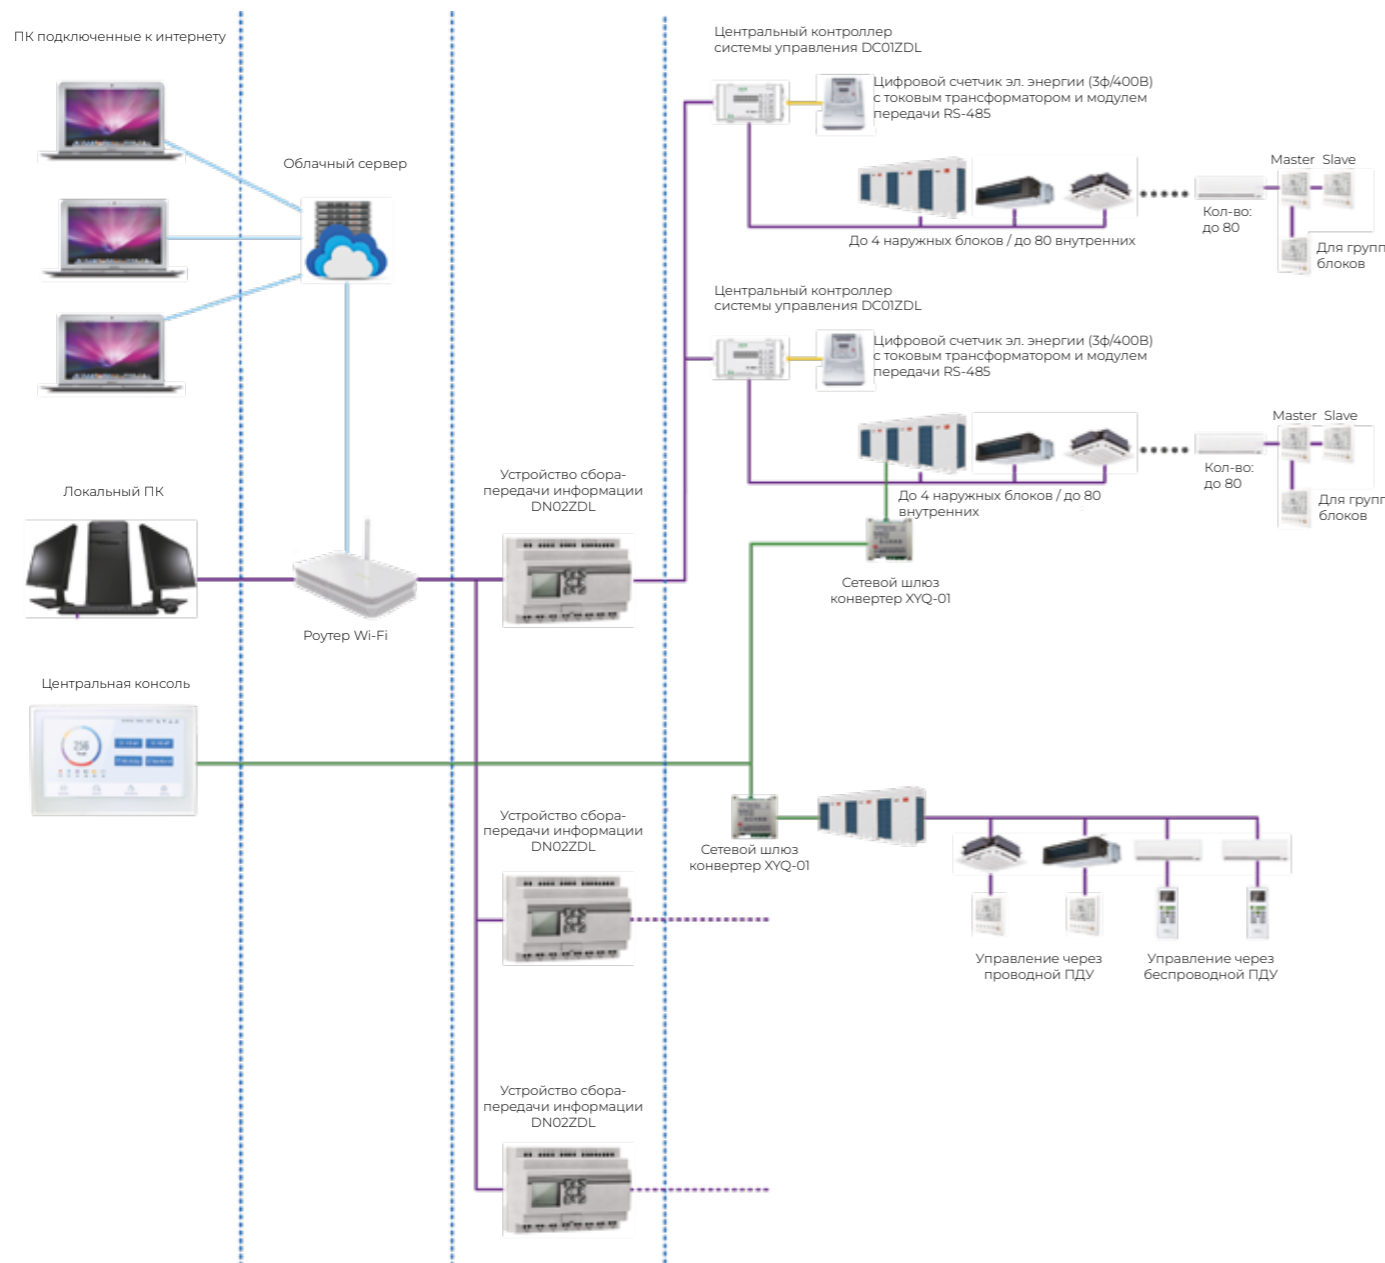 ПК подключенные к интернету
Облачный сервер
Локальный ПК
Роутер Wi-Fi
Центральная консоль
256
Устройство сбора-
передачи информации
DN02ZDL
Устройство сбора-
передачи информации
DN02ZDL
Устройство сбора-
передачи информации
DN02ZDL
Центральный контроллер
системы управления DC01ZDL
Цифровой счетчик эл. энергии (3ф/400В)
с токовым трансформатором и модулем
передачи RS-485
До 4 наружных блоков / до 80 внутренних
Кол-во:
до 80
Master Slave
Для групп
блоков
Центральный контроллер
системы управления DC01ZDL
Цифровой счетчик эл. энергии (3ф/400В)
с токовым трансформатором и модулем
передачи RS-485
До 4 наружных блоков / до 80
внутренних
Кол-во:
до 80
Master Slave
Для групп
блоков
Сетевой шлюз
конвертер XYQ-01
Сетевой шлюз
конвертер XYQ-01
Управление через
проводной ПДУ
Управление через
беспроводной ПДУ